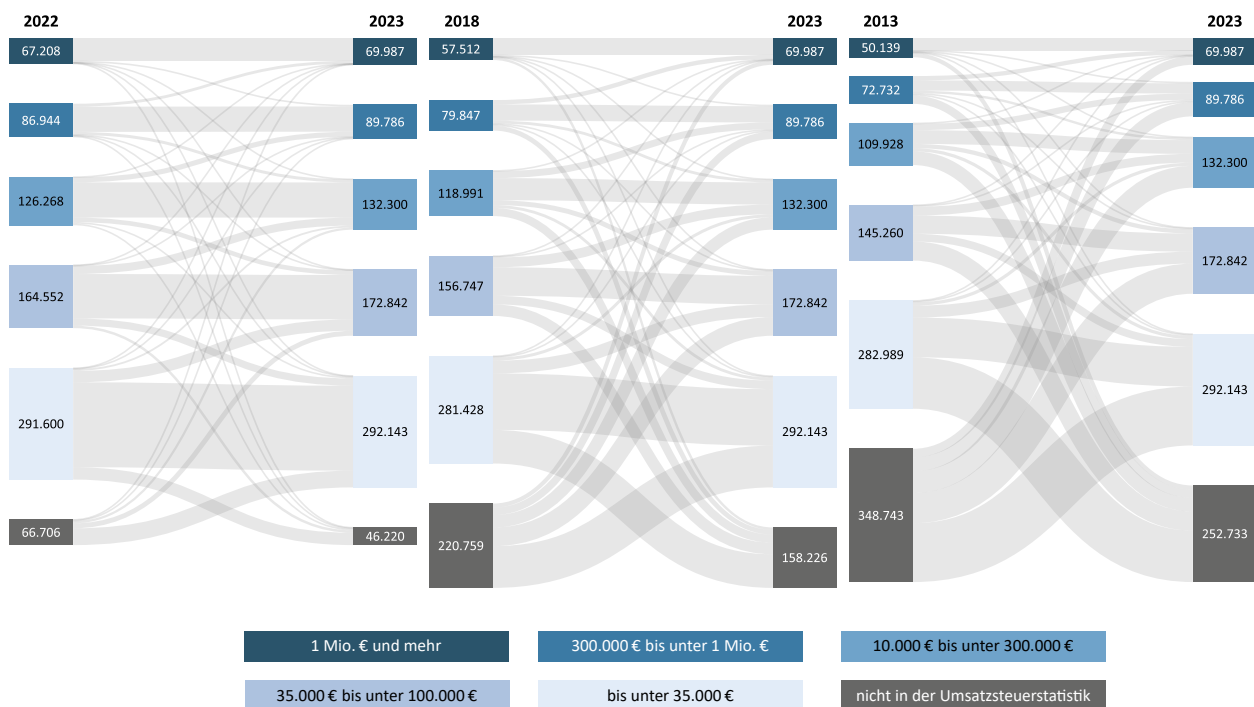 2022 2023 2018 2023 2013 2023
67.208 69.987 57.512 69.987 50.139 69.987
86.944 89.786 79.847 89.786 72.732 89.786
126.268 132.300 118.991 132.300 109.928 132.300
164.552 172.842 156.747 172.842 145.260 172.842
291.600 292.143 281.428 292.143 282.989 292.143
66.706 46.220 220.759 158.226 348.743 252.733
1 Mio. € und mehr 300.000 € bis unter 1 Mio. € 10.000 € bis unter 300.000 €
35.000 € bis unter 100.000 € bis unter 35.000 € nicht in der Umsatzsteuerstatistik